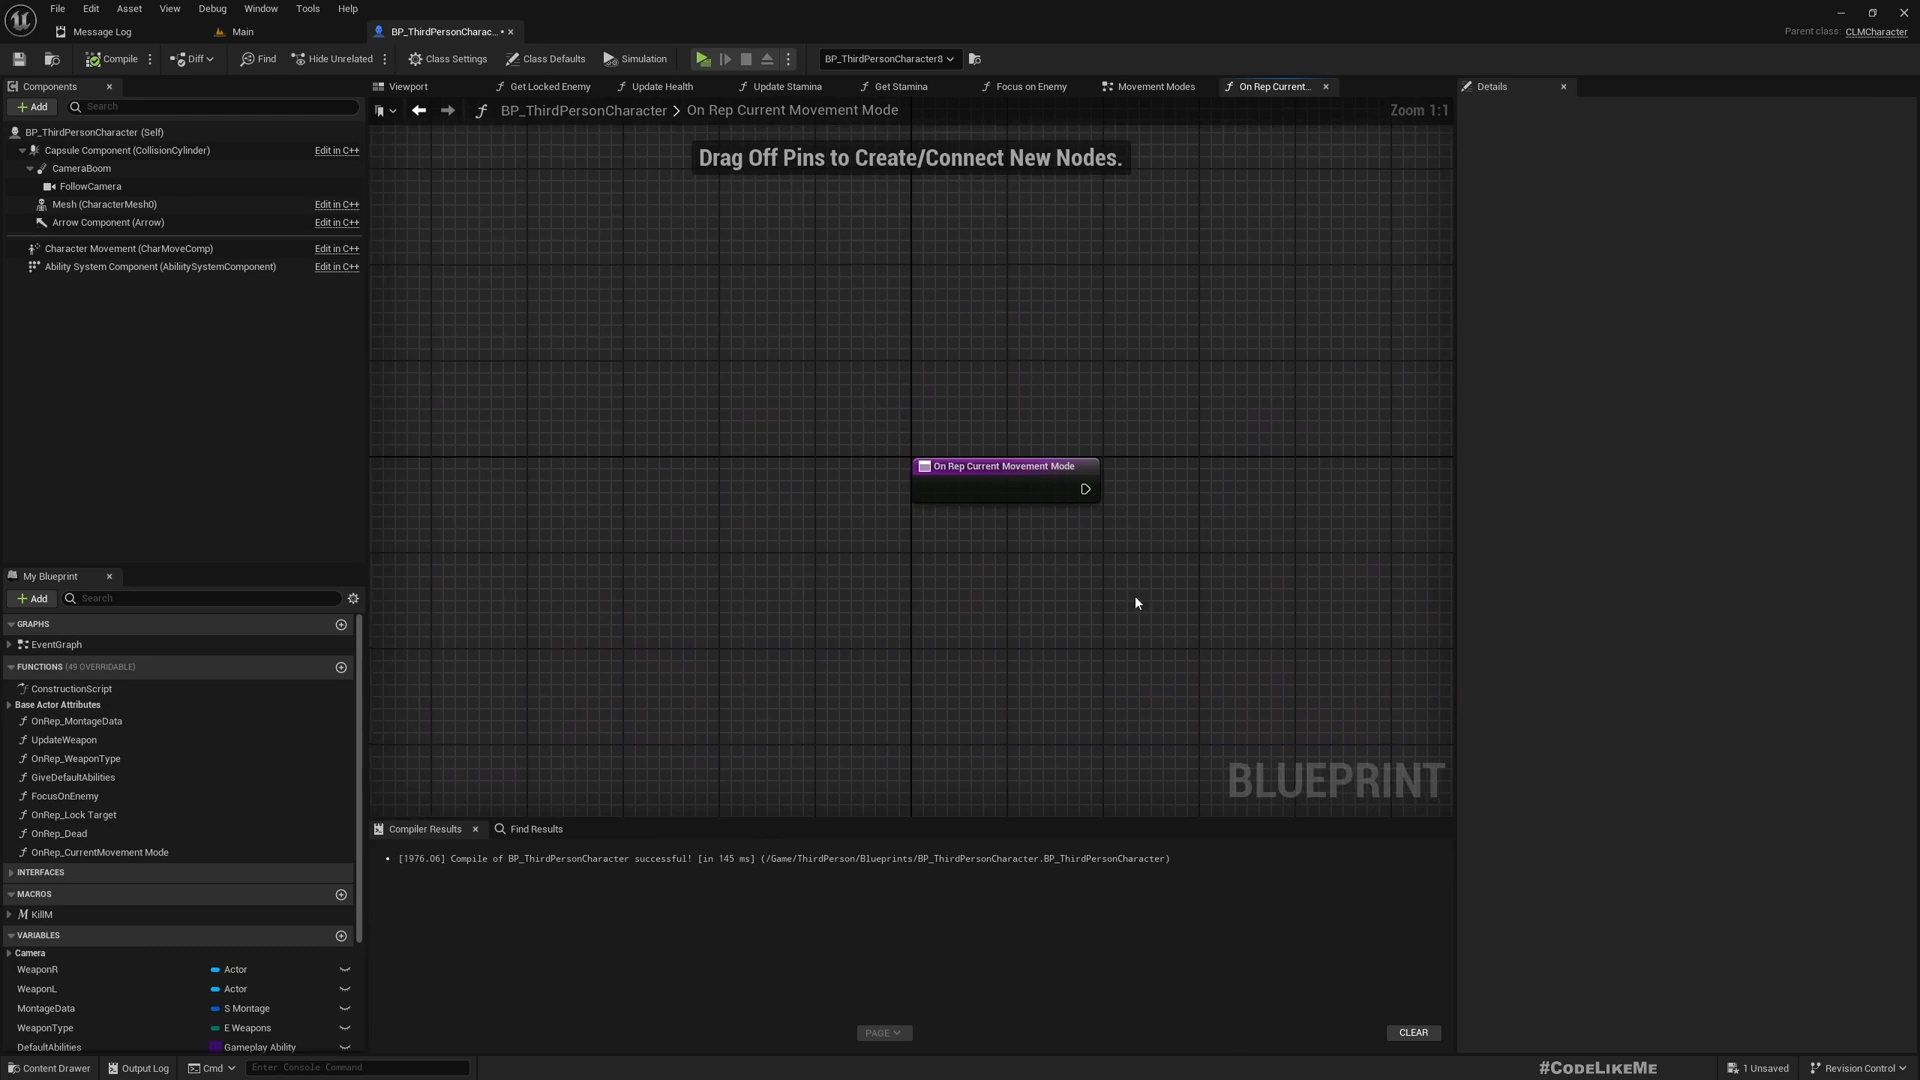 File Edit Asset View Debug Window Tools Help
Message Log Main BP_ThirdPersonCharac... Parent class: CLMCharacter
Compile Diff Find Hide Unrelated Class Settings Class Defaults Simulation BP_ThirdPersonCharacter8
Components
Add Search
BP_ThirdPersonCharacter (Self)
Capsule Component (CollisionCylinder) Edit in C++
CameraBoom
FollowCamera
Mesh (CharacterMesh0) Edit in C++
Arrow Component (Arrow) Edit in C++
Character Movement (CharMoveComp) Edit in C++
Ability System Component (AbilitySystemComponent) Edit in C++
Viewport Get Locked Enemy Update Health Update Stamina Get Stamina Focus on Enemy Movement Modes On Rep Current... Details
BP_ThirdPersonCharacter > On Rep Current Movement Mode Zoom 1:1
Drag Off Pins to Create/Connect New Nodes.
On Rep Current Movement Mode
BLUEPRINT
My Blueprint
Add Search
GRAPHS
EventGraph
FUNCTIONS (49 OVERRIDABLE)
ConstructionScript
Base Actor Attributes
OnRep_MontageData
UpdateWeapon
OnRep_WeaponType
GiveDefaultAbilities
FocusOnEnemy
OnRep_Lock Target
OnRep_Dead
OnRep_CurrentMovement Mode
INTERFACES
MACROS
KillM
VARIABLES
Camera
WeaponR Actor
WeaponL Actor
MontageData S Montage
WeaponType E Weapons
DefaultAbilities Gameplay Ability
Compiler Results Find Results
• [1976.06] Compile of BP_ThirdPersonCharacter successful! [in 145 ms] (/Game/ThirdPerson/Blueprints/BP_ThirdPersonCharacter.BP_ThirdPersonCharacter)
PAGE CLEAR
Content Drawer Output Log Cmd Enter Console Command #CODELIKEME 1 Unsaved Revision Control